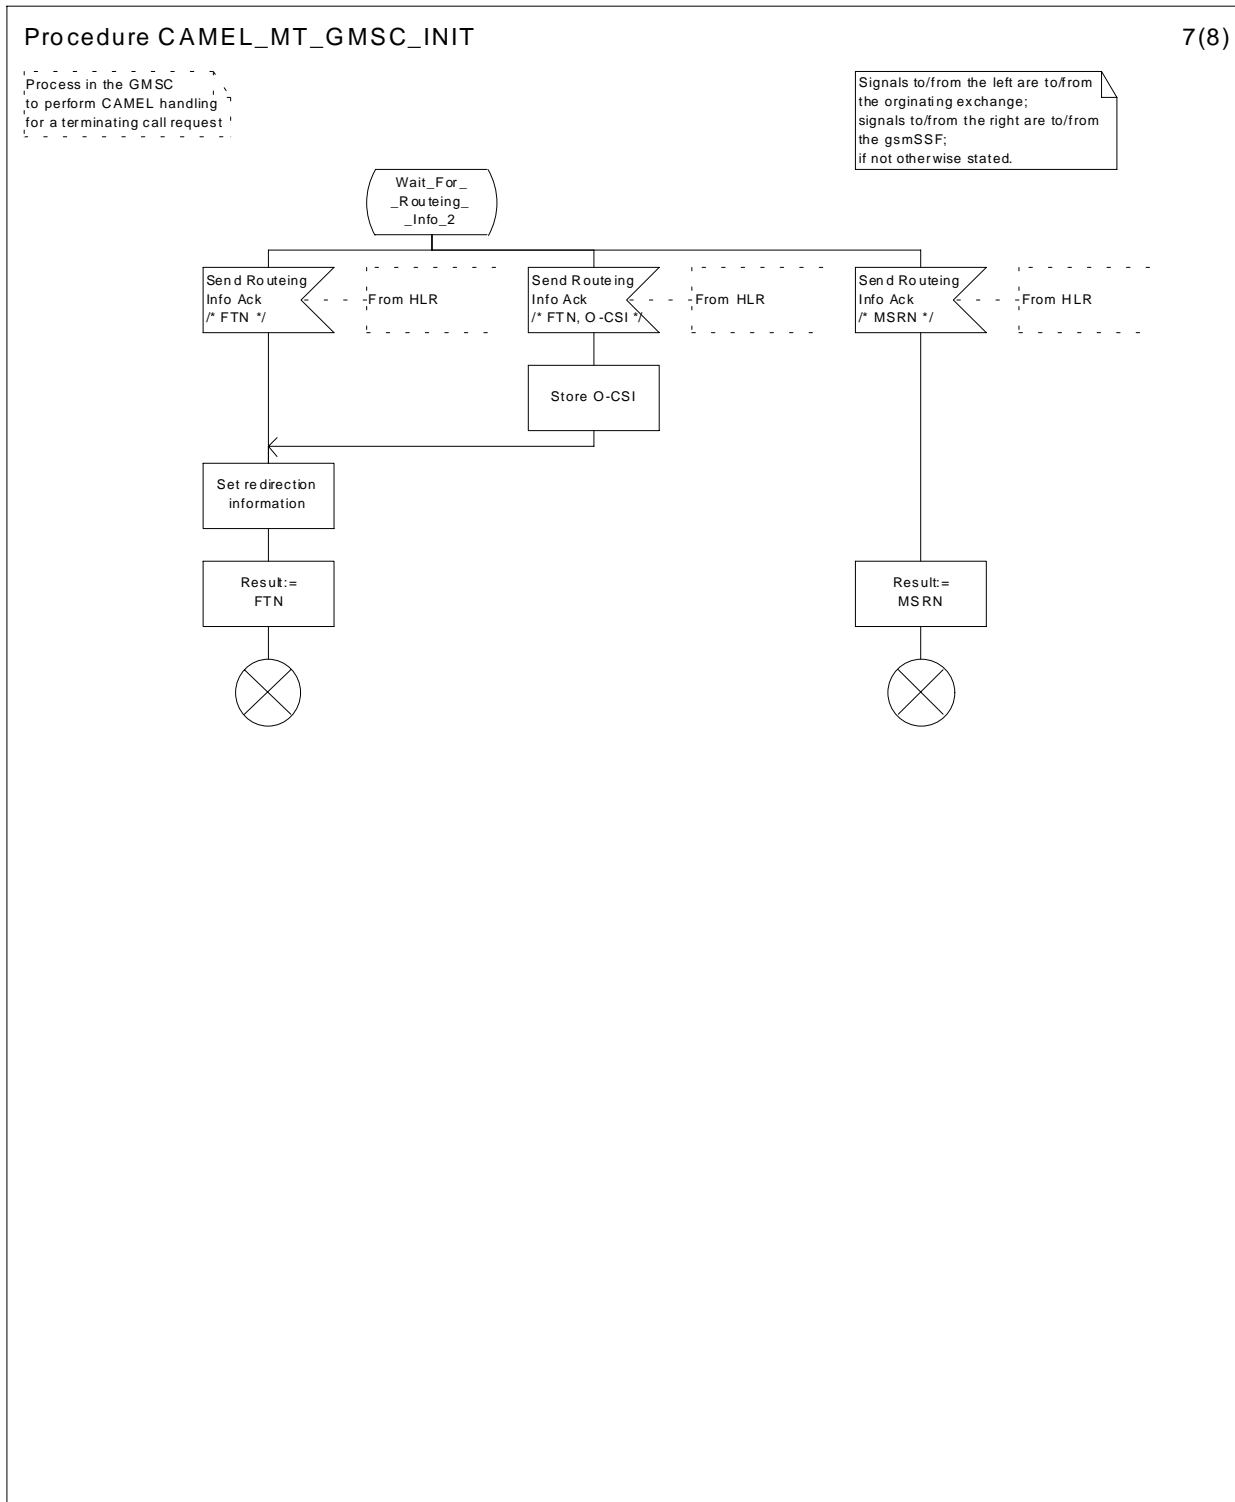 Procedure CAMEL_MT_GMSC_INIT
7(8)
Process in the GMSC
to perform CAMEL handling
for a terminating call request
Signals to/from the left are to/from
the orginating exchange;
signals to/from the right are to/from
the gsmSSF;
if not otherwise stated.
Wait_For_
_Routeing_
_Info_2
Send Routeing
Info Ack
/* FTN */
From HLR
Send Routeing
Info Ack
/* FTN, O-CSI */
From HLR
Send Routeing
Info Ack
/* MSRN */
From HLR
Store O-CSI
Set redirection
information
Result:=
FTN
Result:=
MSRN